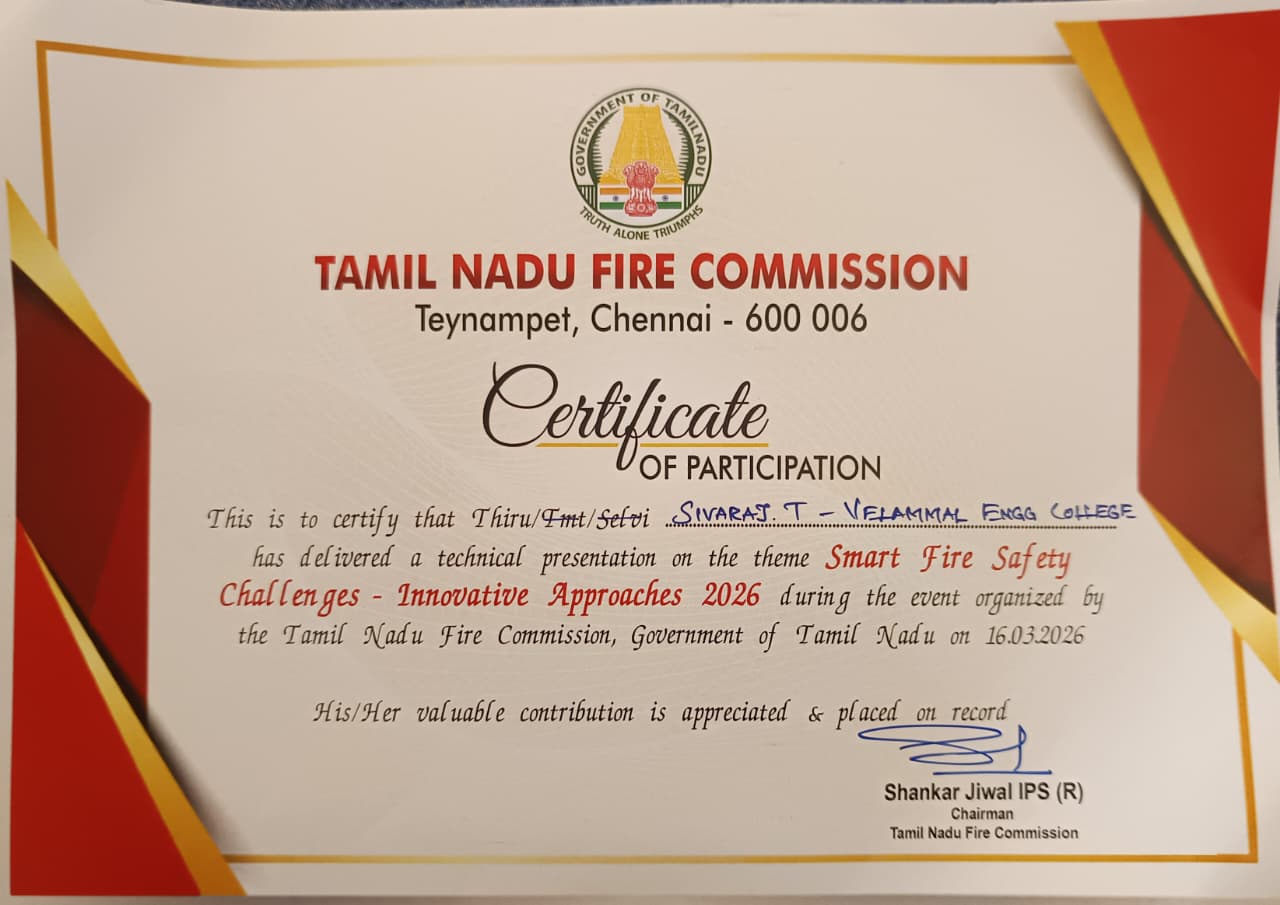 GOVERNMENT OF TAMILNADU
TRUTH ALONE TRIUMPHS
TAMIL NADU FIRE COMMISSION
Teynampet, Chennai - 600 006
Certificate
OF PARTICIPATION
This is to certify that Thiru/Tmt/Selvi SIVARAJ. T - VELAMMAL ENGG COLLEGE
has delivered a technical presentation on the theme Smart Fire Safety
Challenges - Innovative Approaches 2026 during the event organized by
the Tamil Nadu Fire Commission, Government of Tamil Nadu on 16.03.2026
His/Her valuable contribution is appreciated & placed on record
Shankar Jiwal IPS (R)
Chairman
Tamil Nadu Fire Commission